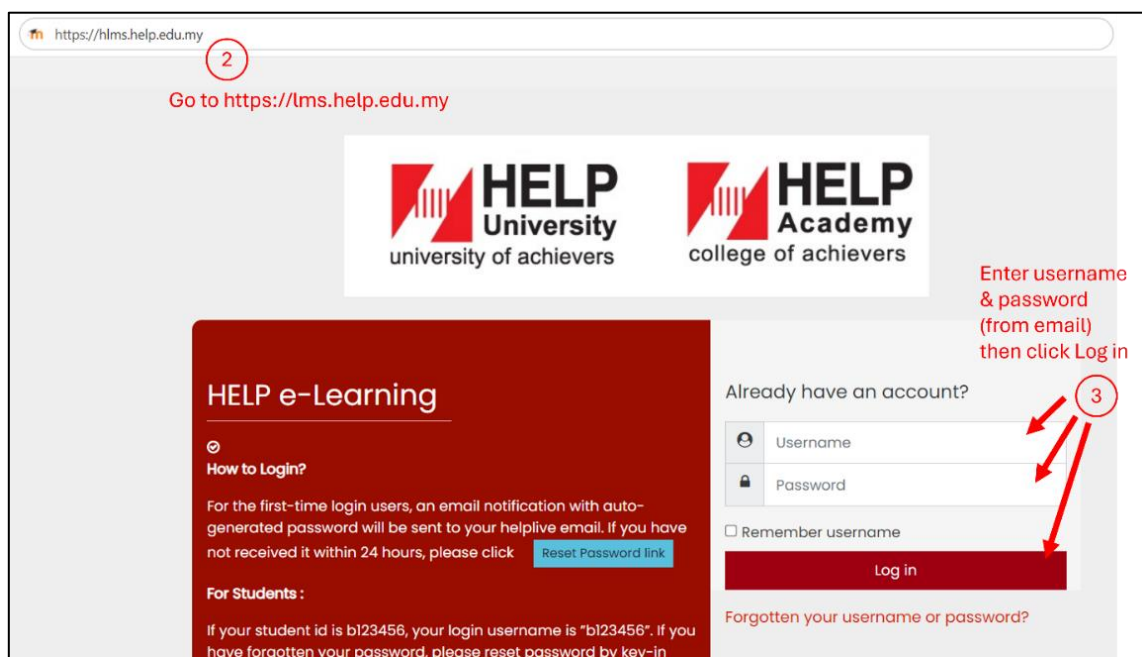 https://hlms.help.edu.my
2
Go to https://lms.help.edu.my
HELP
University
university of achievers
HELP
Academy
college of achievers
Enter username
& password
(from email)
then click Log in
3
HELP e-Learning
How to Login?
For the first-time login users, an email notification with auto-
generated password will be sent to your helplive email. If you have
not received it within 24 hours, please click Reset Password link
For Students :
If your student id is b123456, your login username is “b123456”. If you
have forgotten your password, please reset password by key-in
Already have an account?
Username
Password
Remember username
Log in
Forgotten your username or password?